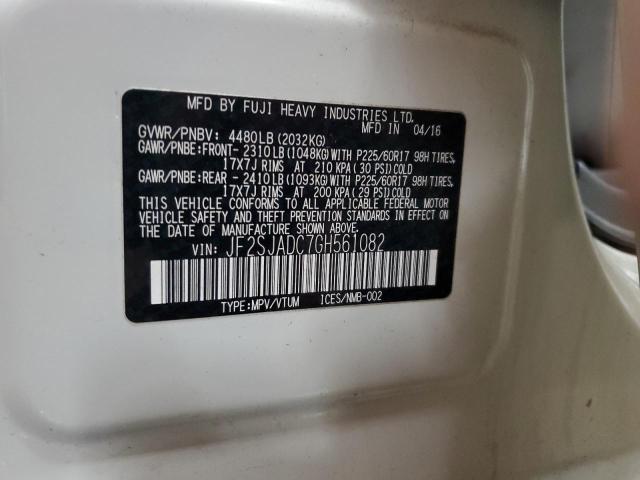 MFD BY FUJI HEAVY INDUSTRIES LTD.
MFD IN 04/16
GVWR/PNBV: 4480LB (2032KG)
GAWR/PNBE:FRONT- 2310LB(1048KG)WITH P225/60R17 98H TIRES,
17X7J RIMS AT 210 KPA (30 PSI)COLD
GAWR/PNBE:REAR - 2410LB(1093KG)WITH P225/60R17 98H TIRES,
17X7J RIMS AT 200 KPA (29 PSI)COLD
THIS VEHICLE CONFORMS TO ALL APPLICABLE FEDERAL MOTOR
VEHICLE SAFETY AND THEFT PREVENTION STANDARDS IN EFFECT ON
THE DATE OF MANUFACTURE SHOWN ABOVE.
VIN: JF2SJADC7GH561082
TYPE:MPV/VTUM ICES/NMB-002